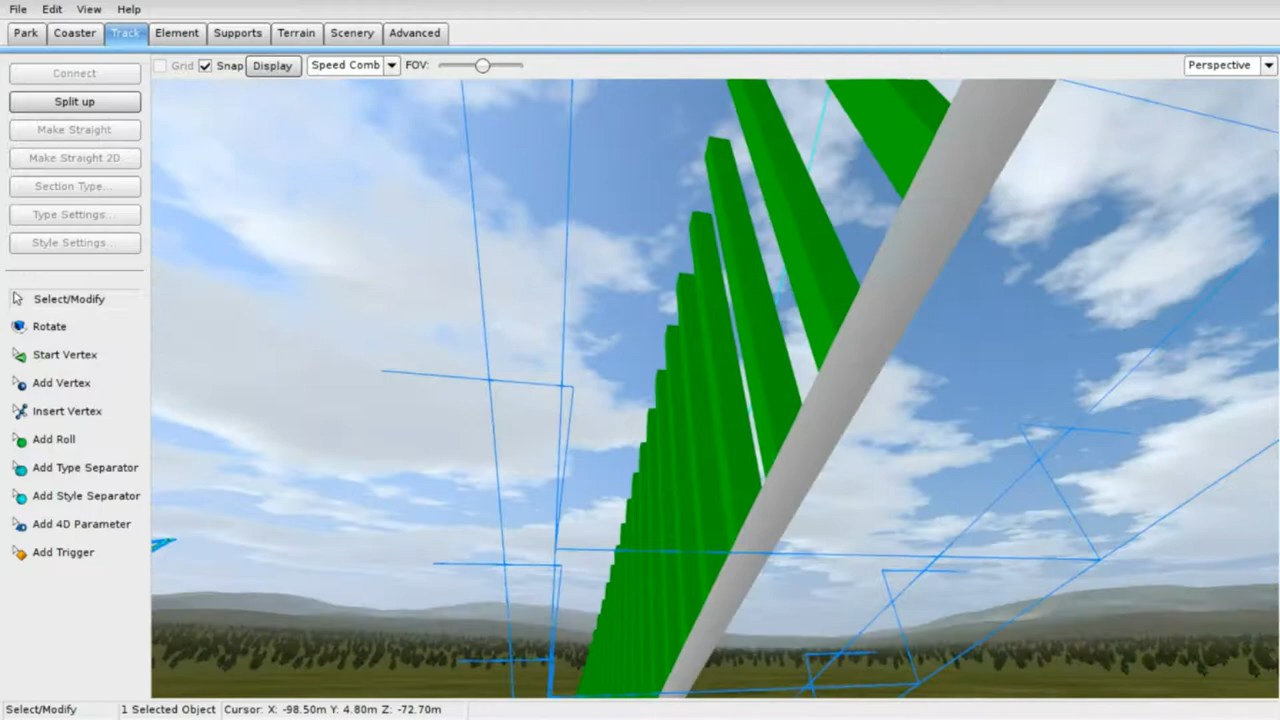 File Edit View Help
Park Coaster Track Element Supports Terrain Scenery Advanced
Grid Snap Display Speed Comb FOV: Perspective
Connect
Split up
Make Straight
Make Straight 2D
Section Type...
Type Settings...
Style Settings...
Select/Modify
Rotate
Start Vertex
Add Vertex
Insert Vertex
Add Roll
Add Type Separator
Add Style Separator
Add 4D Parameter
Add Trigger
Select/Modify 1 Selected Object Cursor: X: -98.50m Y: 4.80m Z: -72.70m